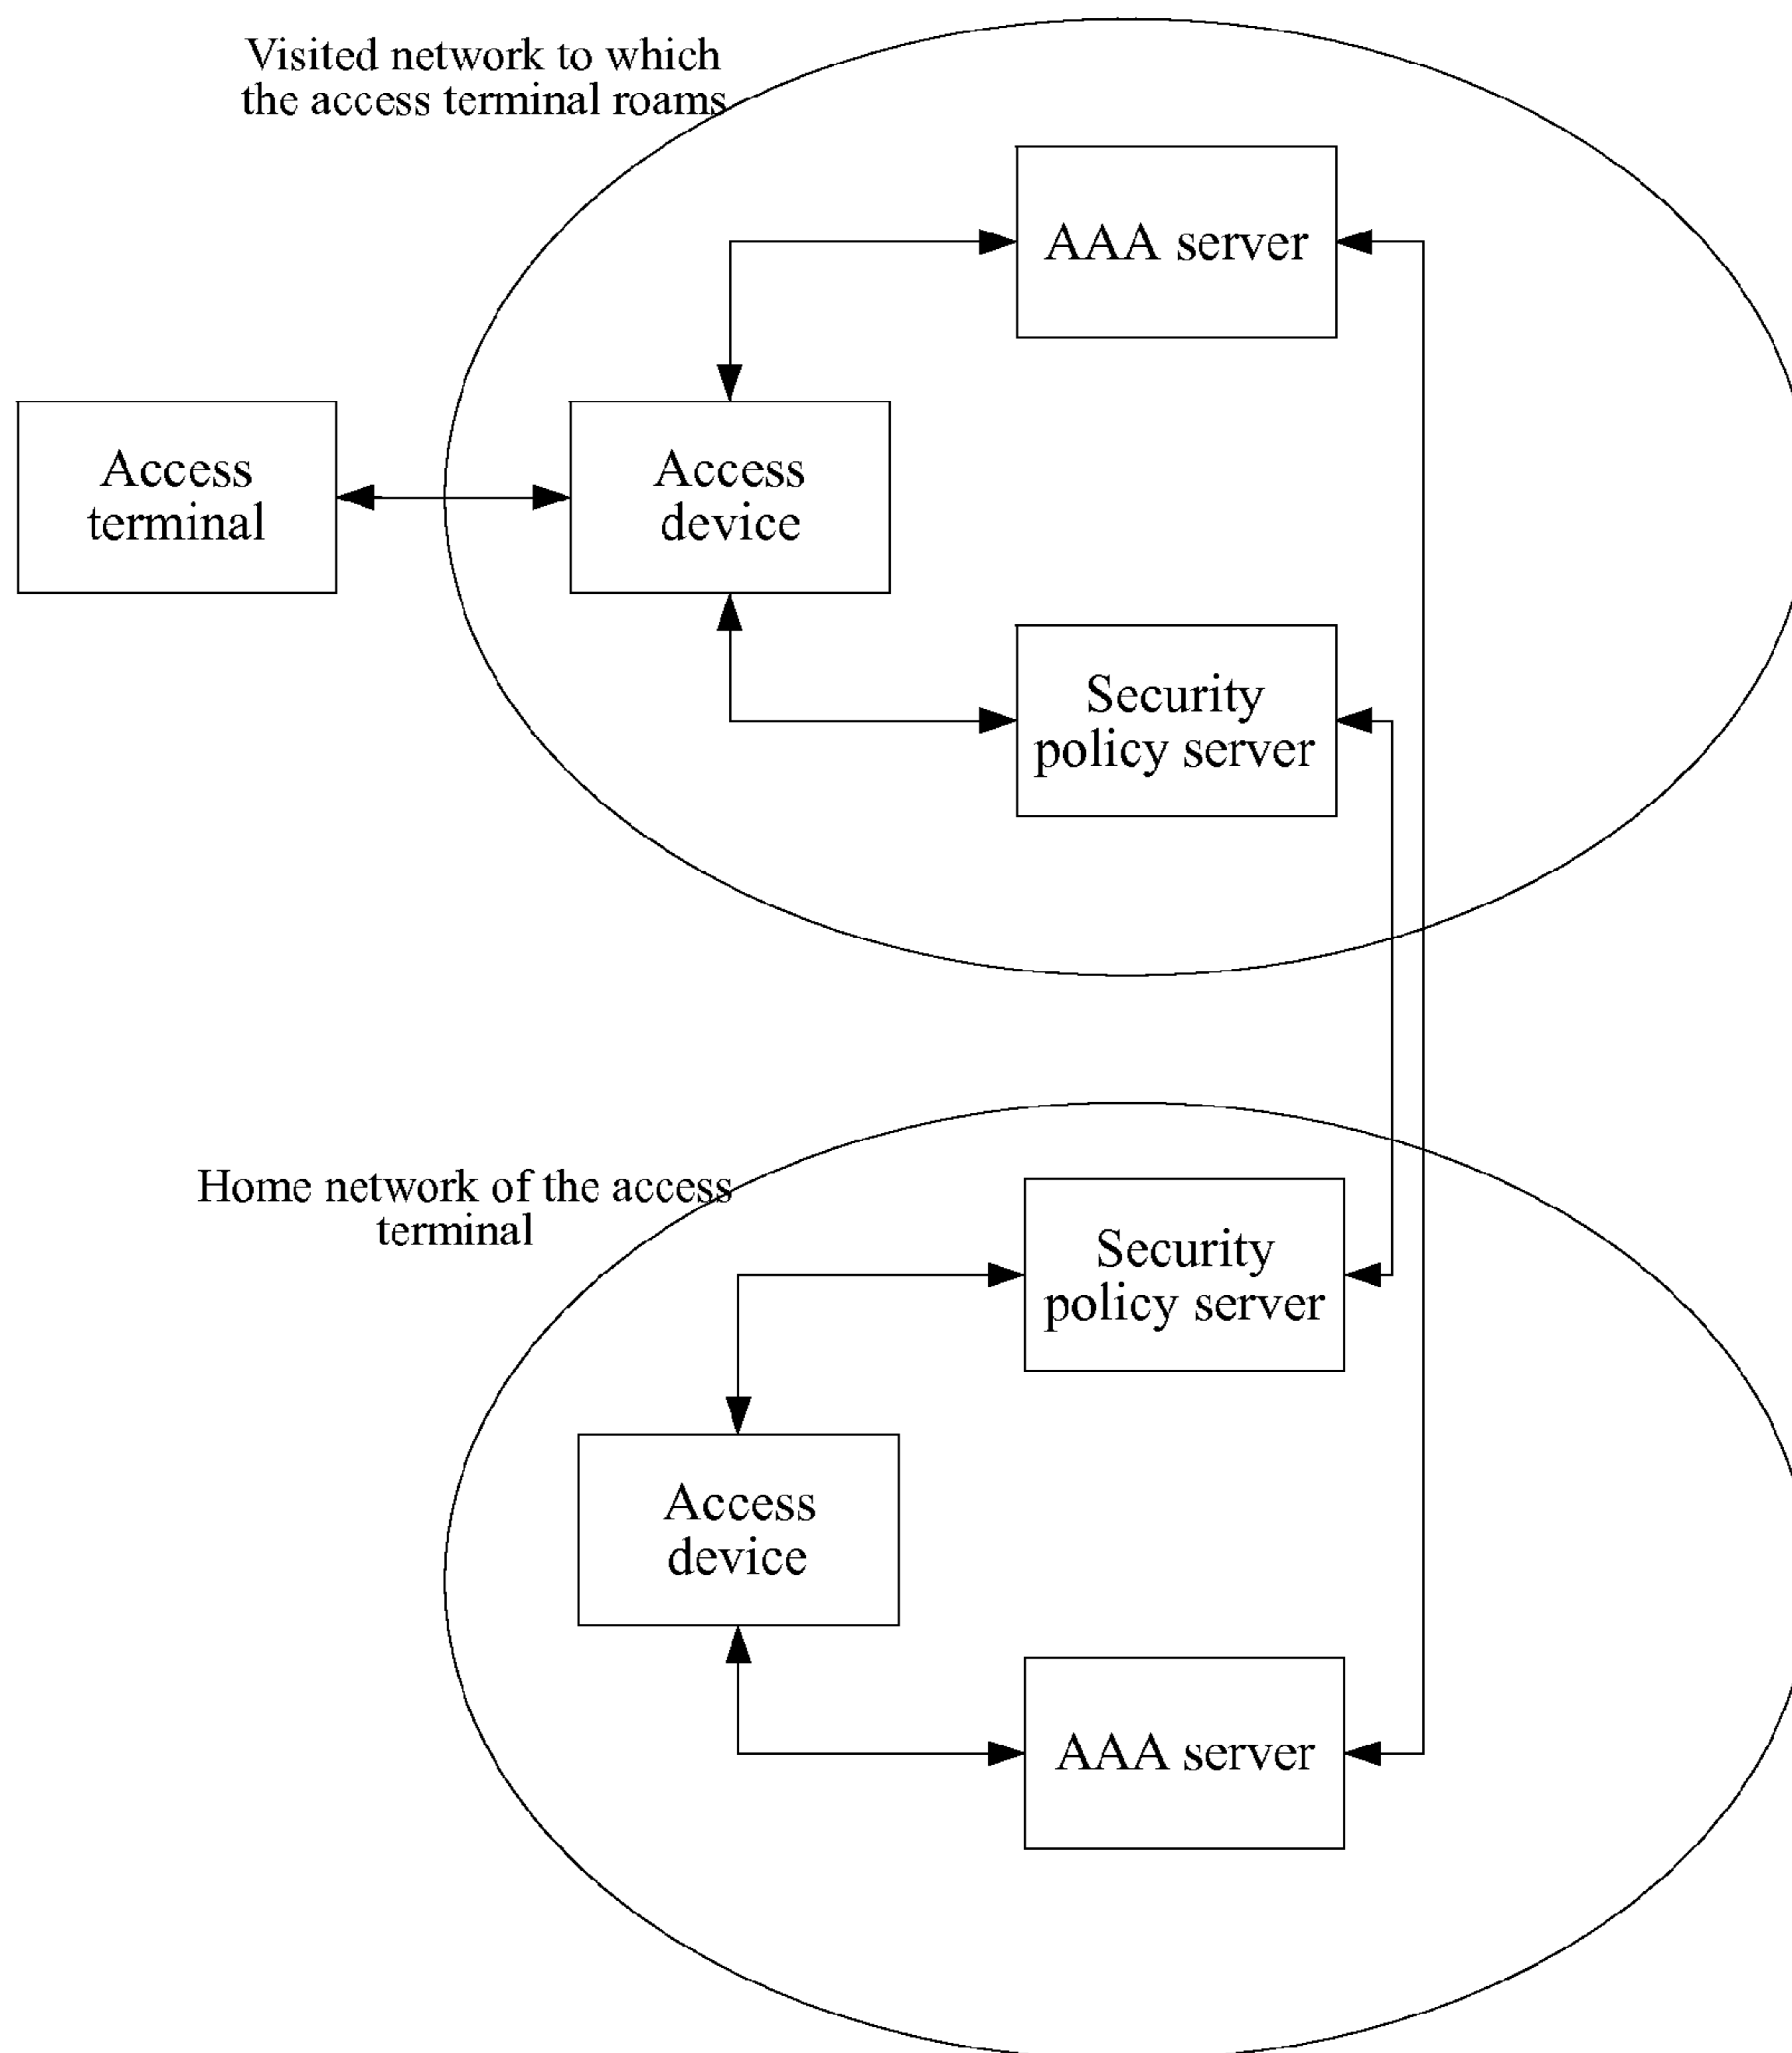 Visited network to which
the access terminal roams
AAA server
Access
terminal
Access
device
Security
policy server
Home network of the access
terminal
Security
policy server
Access
device
AAA server